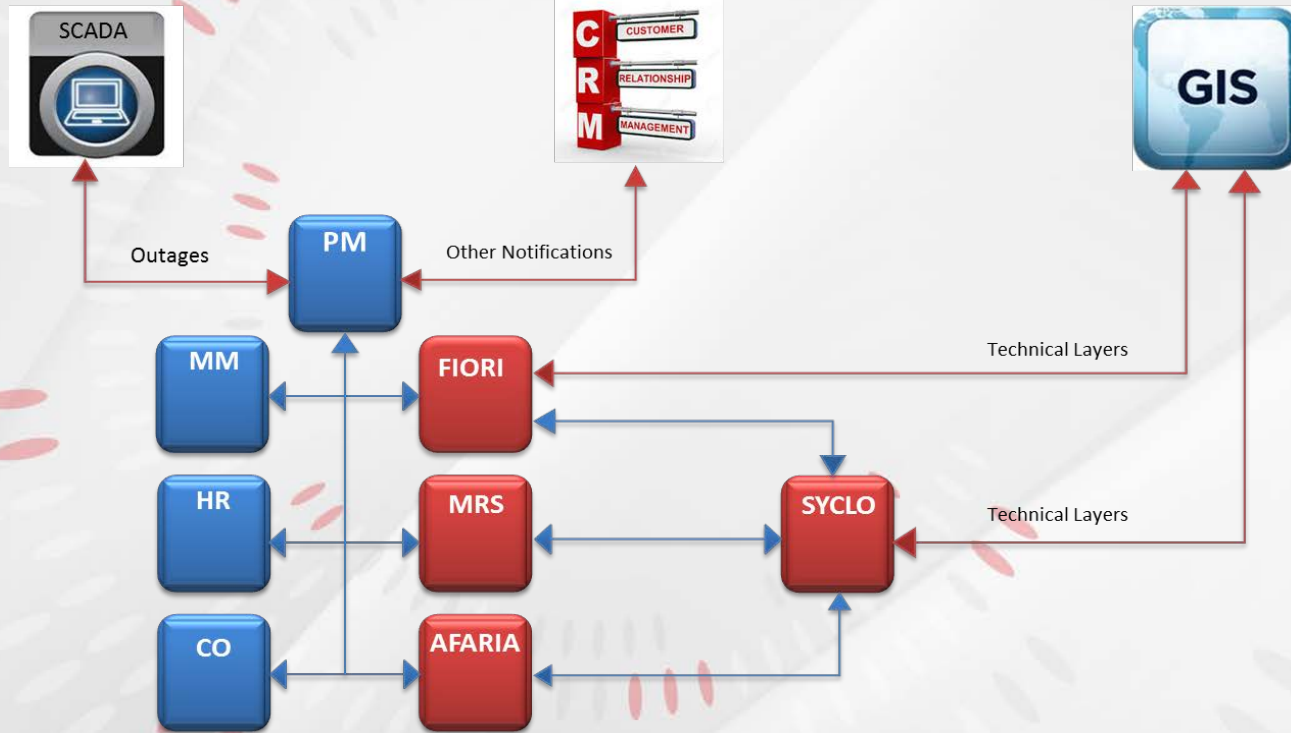 SCADA
C CUSTOMER
R RELATIONSHIP
M MANAGEMENT
GIS
PM
Outages
Other Notifications
MM
FIORI
Technical Layers
HR
MRS
SYCLO
Technical Layers
CO
AFARIA